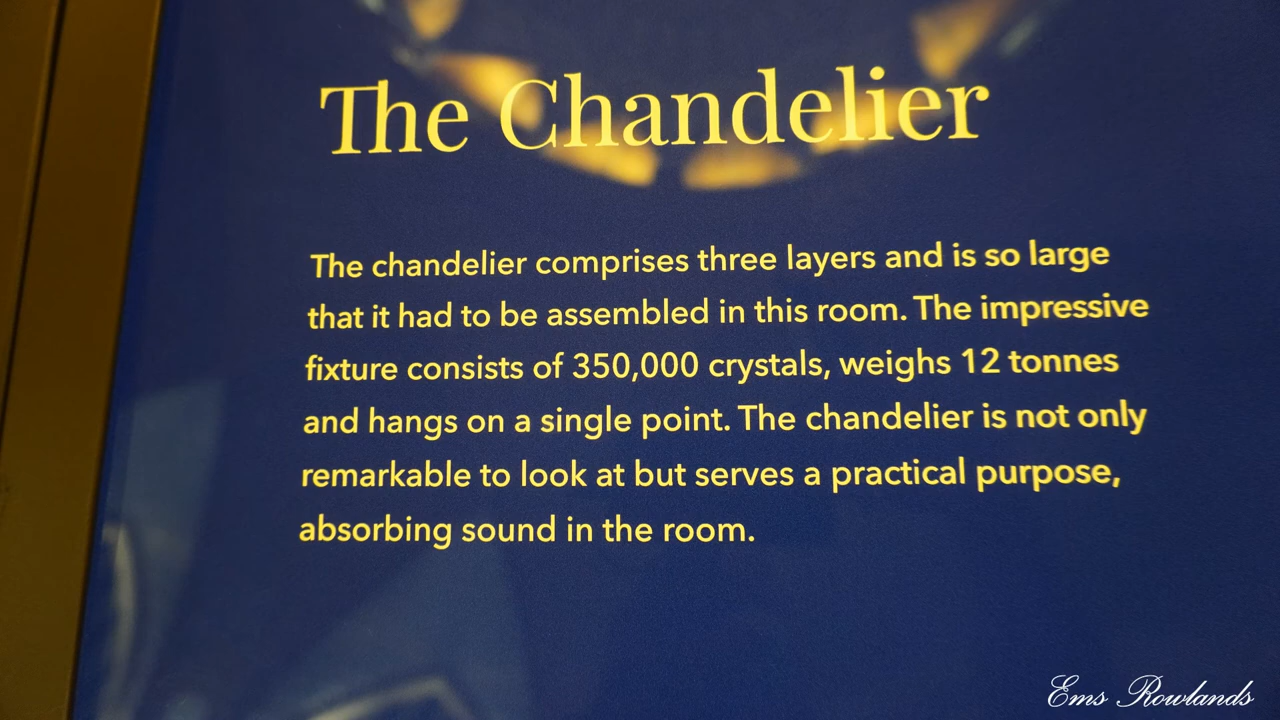 The Chandelier
The chandelier comprises three layers and is so large
that it had to be assembled in this room. The impressive
fixture consists of 350,000 crystals, weighs 12 tonnes
and hangs on a single point. The chandelier is not only
remarkable to look at but serves a practical purpose,
absorbing sound in the room.
Ems Rowlands